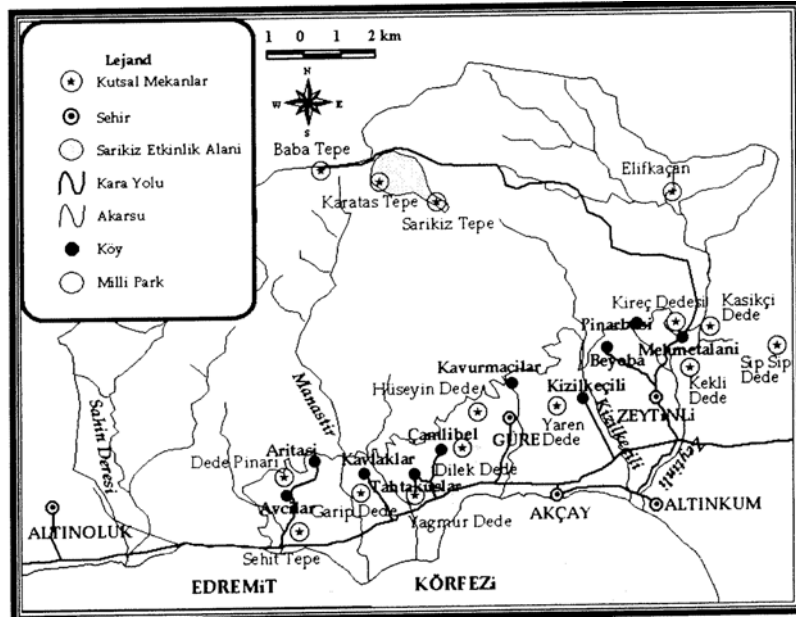 Lejand
Kutsal Mekanlar
Sehir
Sarikiz Etkinlik Alani
Kara Yolu
Akarsu
Köy
Milli Park
1 0 1 2 km
N
W E
S
Baba Tepe
Karatas Tepe
Sarikiz Tepe
Elifkaçan
Kireç Dedesi
Kasikçi
Dede
Pinarbasi
Beyoba
Mehmetalani
Sip Sip
Dede
Kekli
Dede
ZEYTiNLi
Kavurmacilar
Kizilkeçili
Hüseyin Dede
GÜRE
Yaren
Dede
Kizilkeçili
Zeytinli
Manastir
Sahin Deresi
Çamlibel
Dilek Dede
Aritasi
Dede Pinari
Kavlaklar
Tahtakuslar
Avcilar
Garip Dede
Yagmur Dede
AKÇAY
ALTINKUM
ALTINOLUK
Sehit Tepe
EDREMiT KÖRFEZi